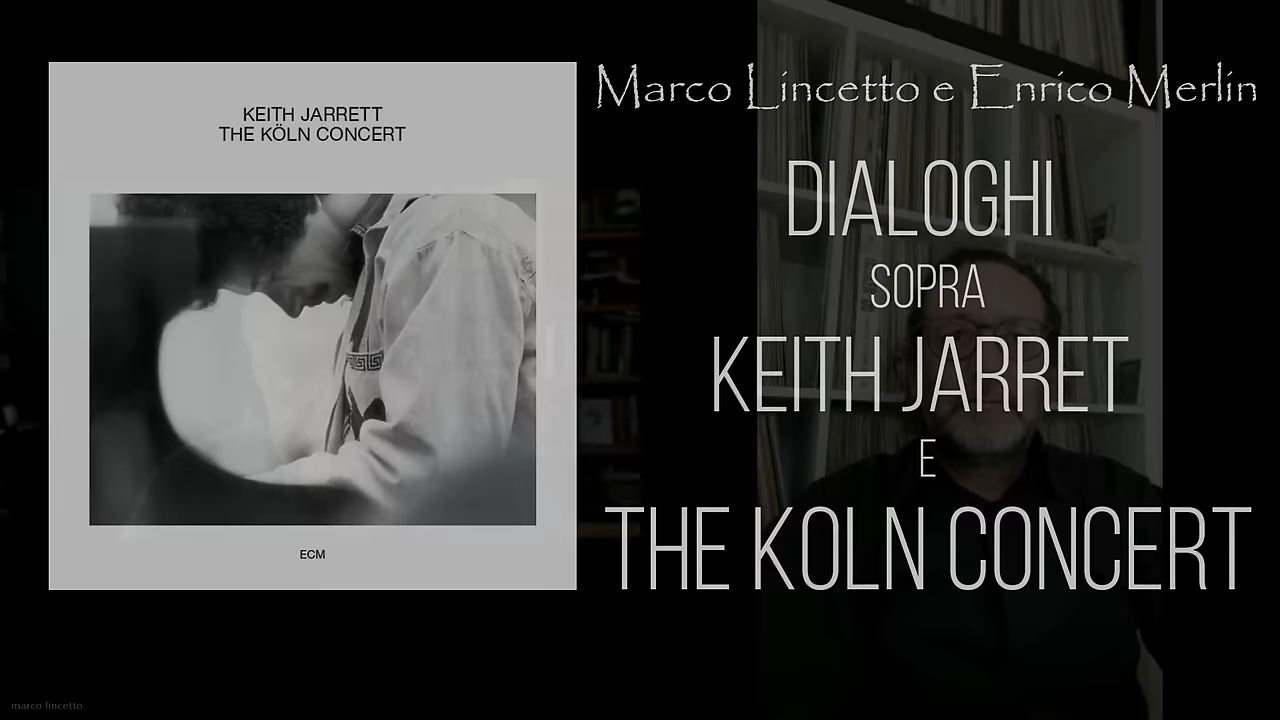 KEITH JARRETT
THE KÖLN CONCERT
ECM
Marco Lincetto e Enrico Merlin
DIALOGHI
SOPRA
KEITH JARRET
E
THE KOLN CONCERT
marco lincetto